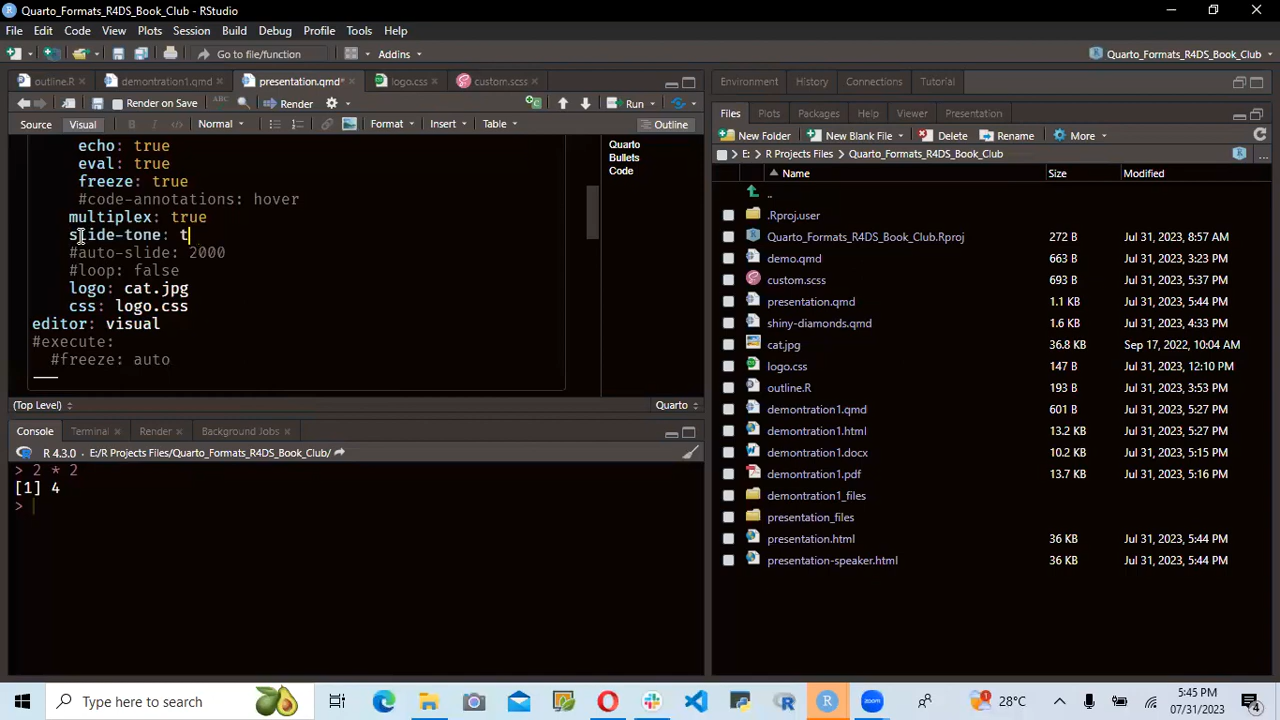 Quarto_Formats_R4DS_Book_Club - RStudio
File Edit Code View Plots Session Build Debug Profile Tools Help
Go to file/function Addins Quarto_Formats_R4DS_Book_Club
outline.R demontration1.qmd presentation.qmd* logo.css custom.scss
Render on Save ABC Render Run
Source Visual B I Normal Format Insert Table Outline
echo: true
eval: true
freeze: true
#code-annotations: hover
multiplex: true
slide-tone: t
#auto-slide: 2000
#loop: false
logo: cat.jpg
css: logo.css
editor: visual
#execute:
#freeze: auto
Quarto
Bullets
Code
(Top Level) Quarto
Console Terminal Render Background Jobs
R 4.3.0 · E:/R Projects Files/Quarto_Formats_R4DS_Book_Club/
> 2 * 2
[1] 4
>
Environment History Connections Tutorial
Files Plots Packages Help Viewer Presentation
New Folder New Blank File Delete Rename More
E: R Projects Files Quarto_Formats_R4DS_Book_Club ...
Name Size Modified
..
.Rproj.user
Quarto_Formats_R4DS_Book_Club.Rproj 272 B Jul 31, 2023, 8:57 AM
demo.qmd 663 B Jul 31, 2023, 3:23 PM
custom.scss 693 B Jul 31, 2023, 5:37 PM
presentation.qmd 1.1 KB Jul 31, 2023, 5:44 PM
shiny-diamonds.qmd 1.6 KB Jul 31, 2023, 4:33 PM
cat.jpg 36.8 KB Sep 17, 2022, 10:04 AM
logo.css 147 B Jul 31, 2023, 12:10 PM
outline.R 193 B Jul 31, 2023, 3:53 PM
demontration1.qmd 601 B Jul 31, 2023, 5:27 PM
demontration1.html 13.2 KB Jul 31, 2023, 5:27 PM
demontration1.docx 10.2 KB Jul 31, 2023, 5:15 PM
demontration1.pdf 13.7 KB Jul 31, 2023, 5:16 PM
demontration1_files
presentation_files
presentation.html 36 KB Jul 31, 2023, 5:44 PM
presentation-speaker.html 36 KB Jul 31, 2023, 5:44 PM
Type here to search
zoom
28°C
5:45 PM
07/31/2023
4